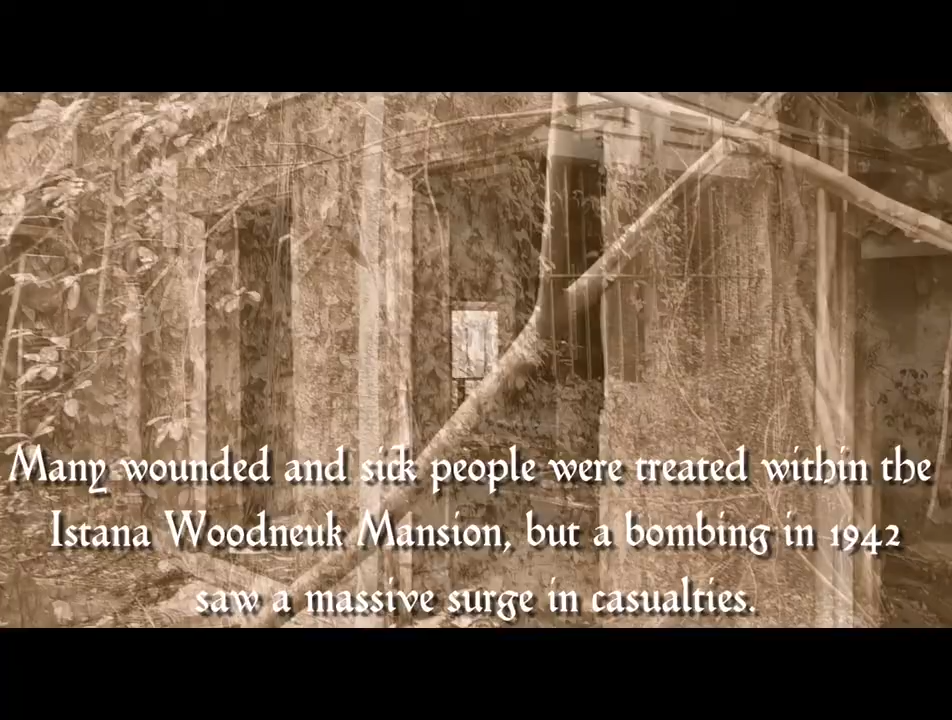 Many wounded and sick people were treated within the
Istana Woodneuk Mansion, but a bombing in 1942
saw a massive surge in casualties.